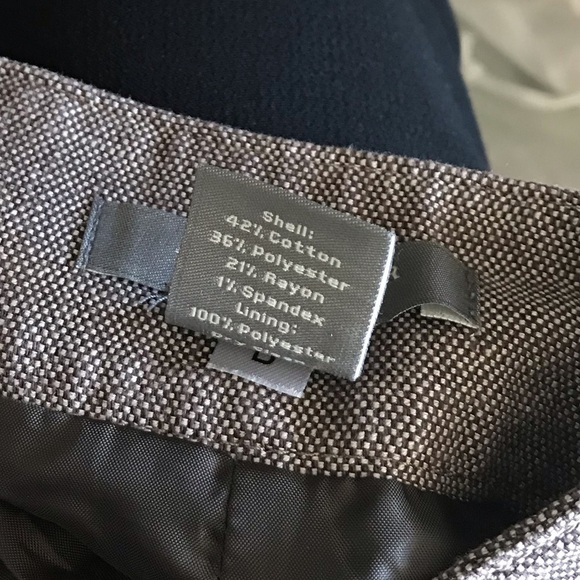 Shell:
42% Cotton
36% Polyester
21% Rayon
1% Spandex
Lining:
100% Polyester